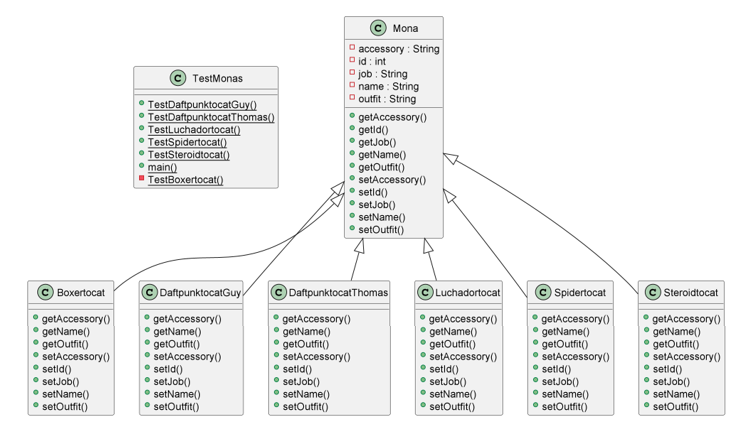 C Mona
accessory : String
id : int
job : String
name : String
outfit : String
getAccessory()
getId()
getJob()
getName()
getOutfit()
setAccessory()
setId()
setJob()
setName()
setOutfit()
C TestMonas
TestDaftpunktocatGuy()
TestDaftpunktocatThomas()
TestLuchadortocat()
TestSpidertocat()
TestSteroidtocat()
main()
TestBoxertocat()
C Boxertocat
getAccessory()
getName()
getOutfit()
setAccessory()
setId()
setJob()
setName()
setOutfit()
C DaftpunktocatGuy
getAccessory()
getName()
getOutfit()
setAccessory()
setId()
setJob()
setName()
setOutfit()
C DaftpunktocatThomas
getAccessory()
getName()
getOutfit()
setAccessory()
setId()
setJob()
setName()
setOutfit()
C Luchadortocat
getAccessory()
getName()
getOutfit()
setAccessory()
setId()
setJob()
setName()
setOutfit()
C Spidertocat
getAccessory()
getName()
getOutfit()
setAccessory()
setId()
setJob()
setName()
setOutfit()
C Steroidtocat
getAccessory()
getName()
getOutfit()
setAccessory()
setId()
setJob()
setName()
setOutfit()